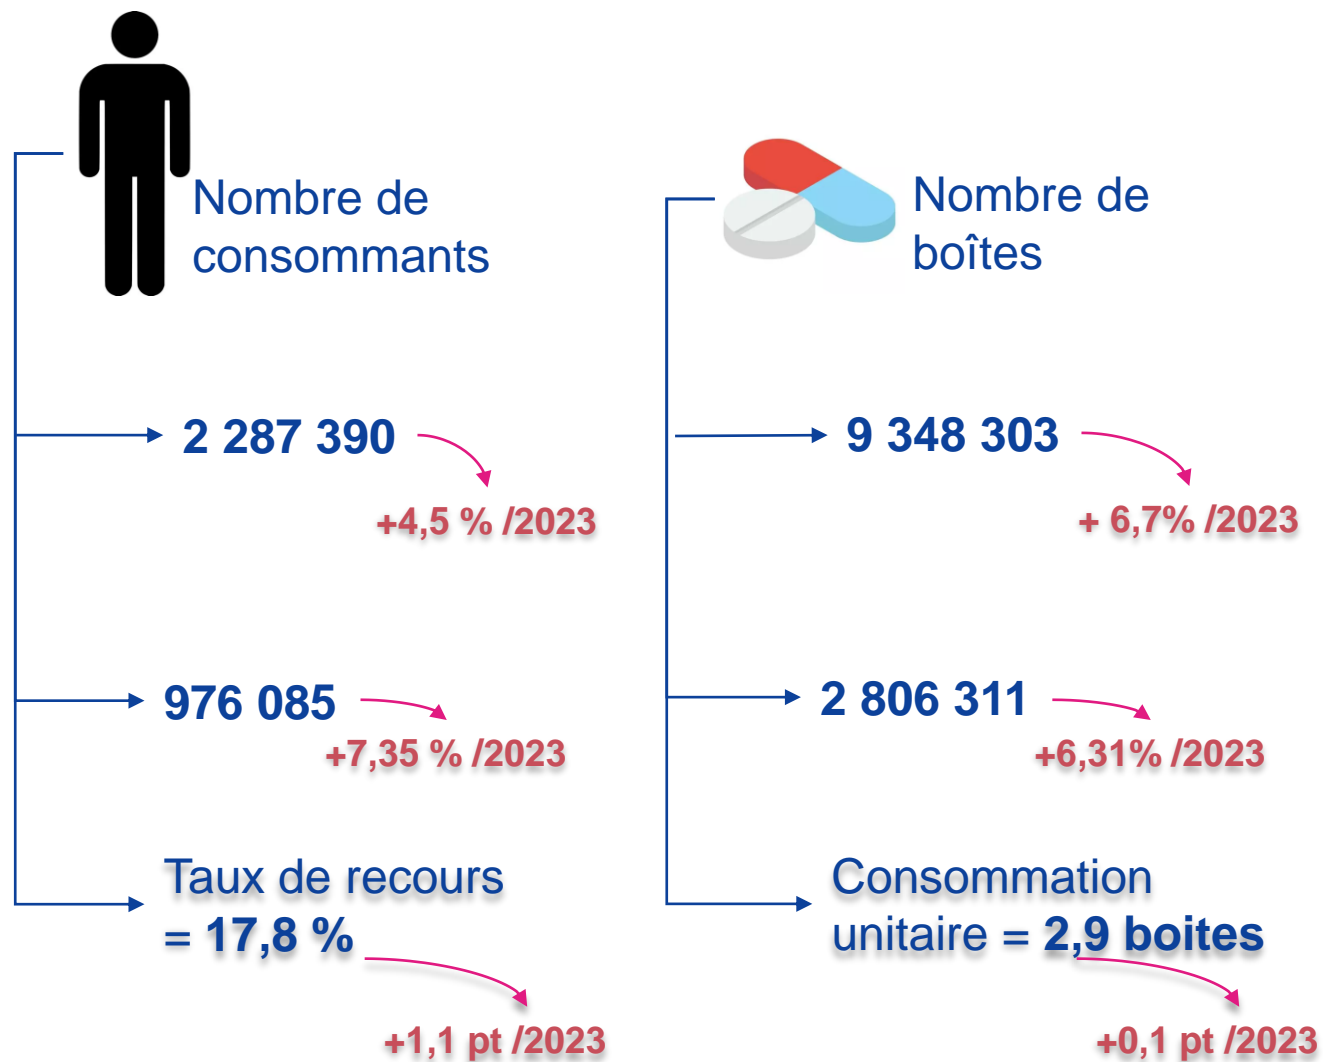 Nombre de
consommants
2 287 390
+4,5 % /2023
976 085
+7,35 % /2023
Taux de recours
= 17,8 %
+1,1 pt /2023
Nombre de
boîtes
9 348 303
+ 6,7% /2023
2 806 311
+6,31% /2023
Consommation
unitaire = 2,9 boites
+0,1 pt /2023